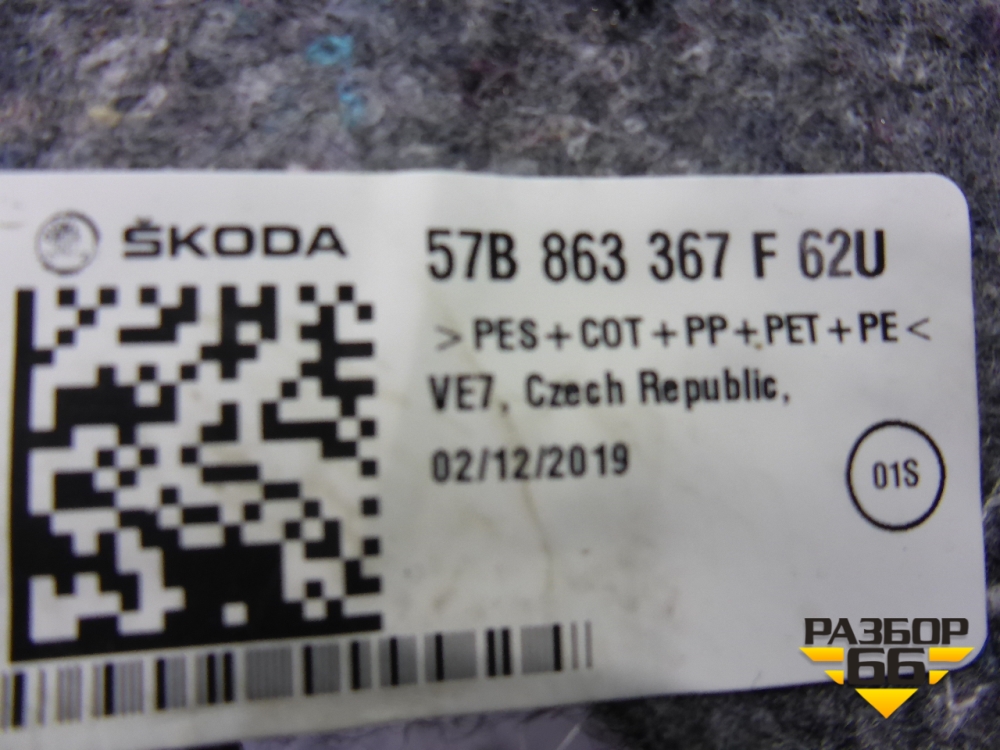 ŠKODA
57B 863 367 F 62U
>PES+COT+PP+PET+PE<
VE7, Czech Republic,
02/12/2019
01S
РАЗБОР
66